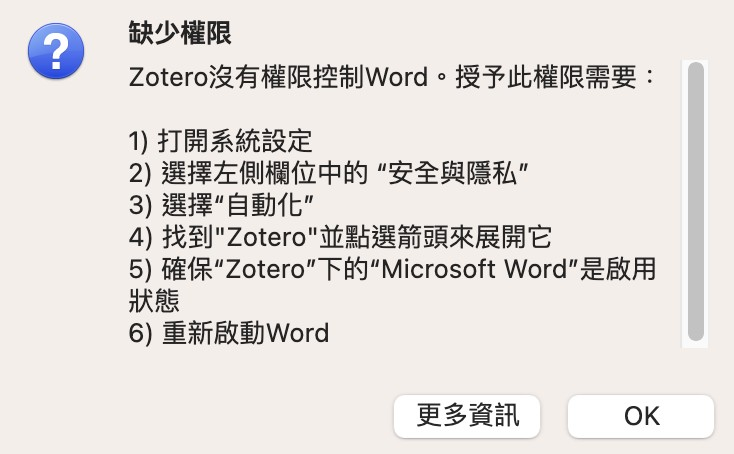 缺少權限
Zotero沒有權限控制Word。授予此權限需要：
1) 打開系統設定
2) 選擇左側欄位中的 “安全與隱私”
3) 選擇“自動化”
4) 找到"Zotero"並點選箭頭來展開它
5) 確保“Zotero”下的“Microsoft Word”是啟用
狀態
6) 重新啟動Word
更多資訊
OK